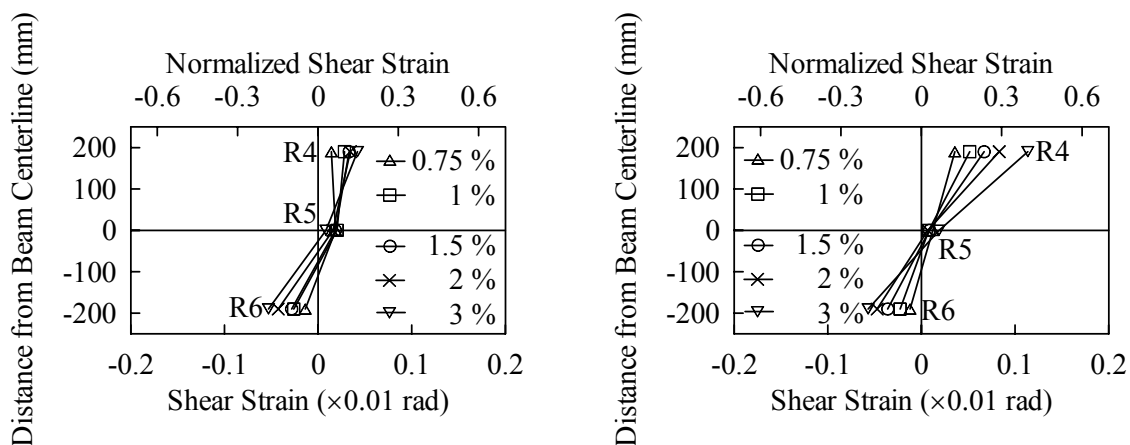 Normalized Shear Strain
-0.6 -0.3 0 0.3 0.6
Distance from Beam Centerline (mm)
200
100
0
-100
-200
R4
R5
R6
0.75 %
1 %
1.5 %
2 %
3 %
-0.2 -0.1 0 0.1 0.2
Shear Strain (×0.01 rad)
Normalized Shear Strain
-0.6 -0.3 0 0.3 0.6
Distance from Beam Centerline (mm)
200
100
0
-100
-200
0.75 %
1 %
1.5 %
2 %
3 %
R4
R5
R6
-0.2 -0.1 0 0.1 0.2
Shear Strain (×0.01 rad)